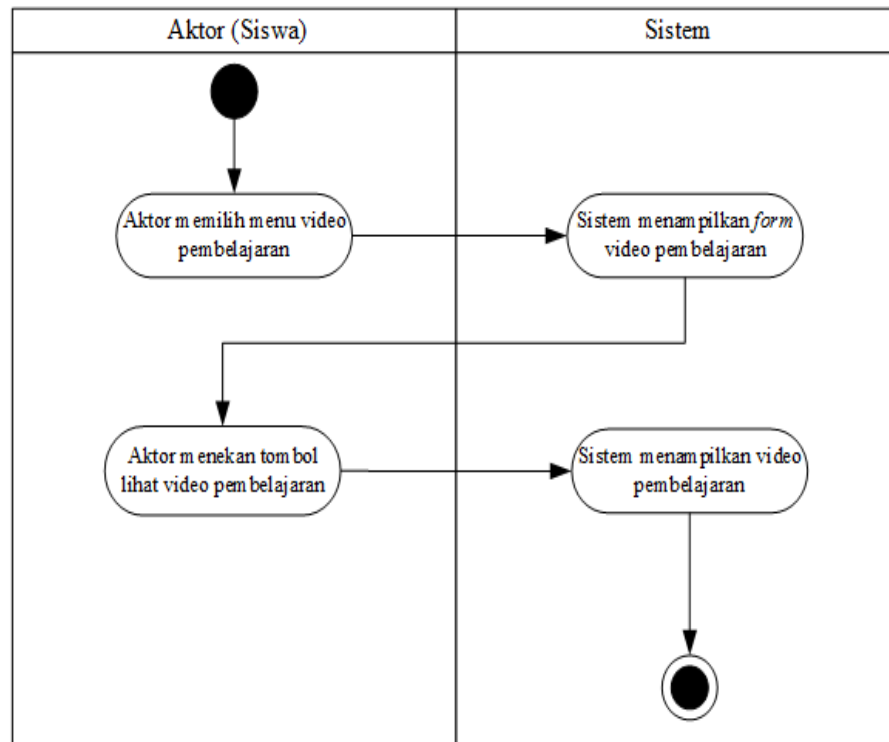 Aktor (Siswa)
Sistem
Aktor memilih menu video
pembelajaran
Sistem menampilkan form
video pembelajaran
Aktor menekan tombol
lihat video pembelajaran
Sistem menampilkan video
pembelajaran